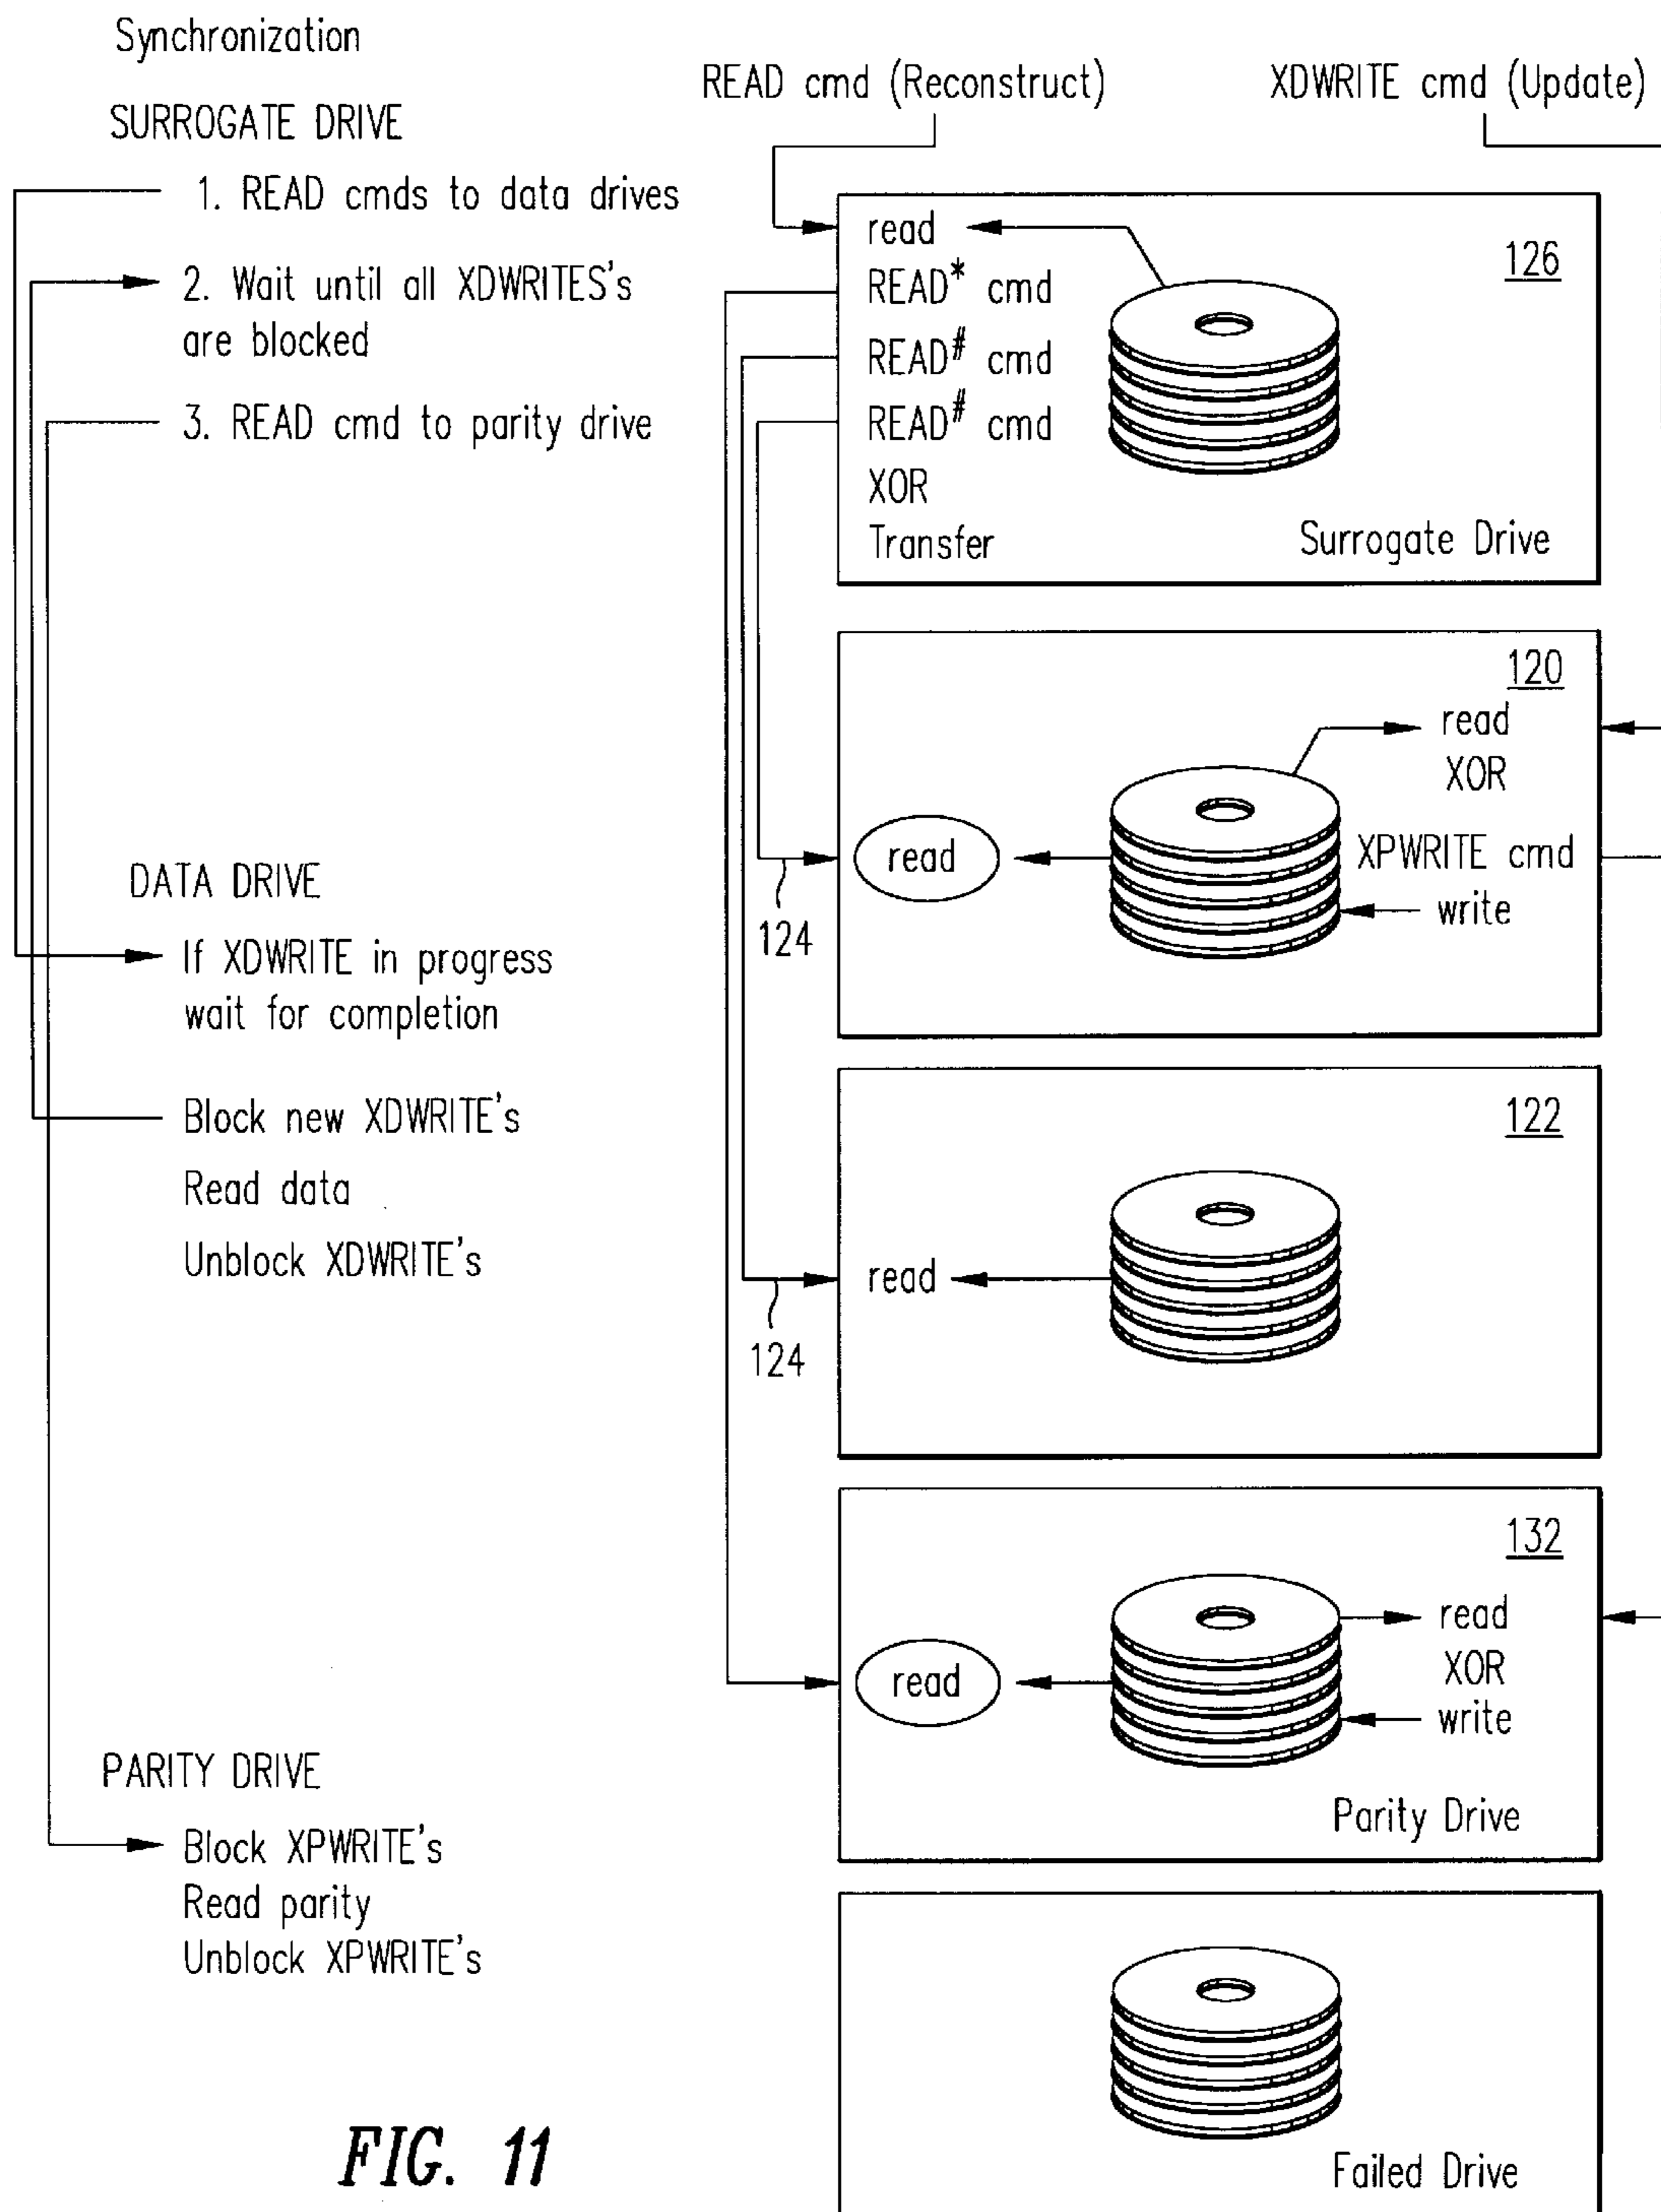 Synchronization
SURROGATE DRIVE
1. READ cmds to data drives
2. Wait until all XDWRITES's
are blocked
3. READ cmd to parity drive
DATA DRIVE
If XDWRITE in progress
wait for completion
Block new XDWRITE's
Read data
Unblock XDWRITE's
PARITY DRIVE
Block XPWRITE's
Read parity
Unblock XPWRITE's
FIG. 11
READ cmd (Reconstruct)
XDWRITE cmd (Update)
read
126
READ* cmd
READ# cmd
READ# cmd
XOR
Transfer
Surrogate Drive
120
read
XOR
read
XPWRITE cmd
write
124
122
read
124
132
read
XOR
read
write
Parity Drive
Failed Drive